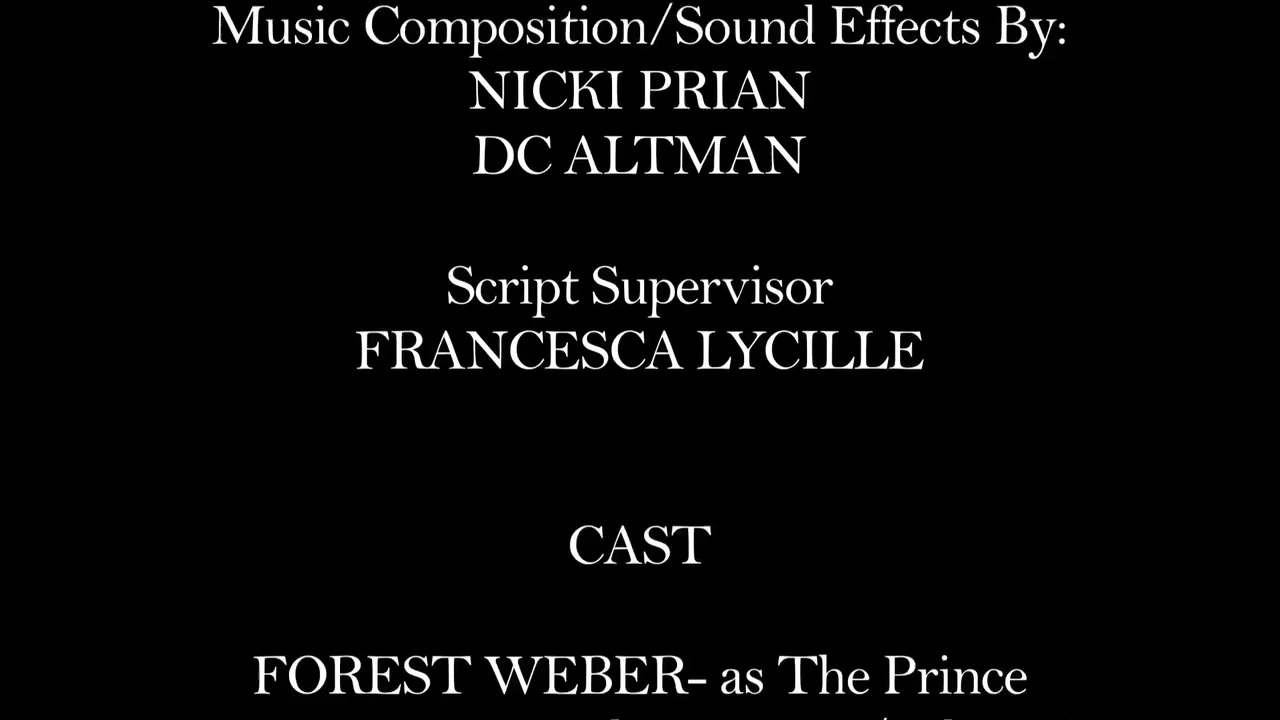 Music Composition/Sound Effects By:
NICKI PRIAN
DC ALTMAN
Script Supervisor
FRANCESCA LYCILLE
CAST
FOREST WEBER- as The Prince